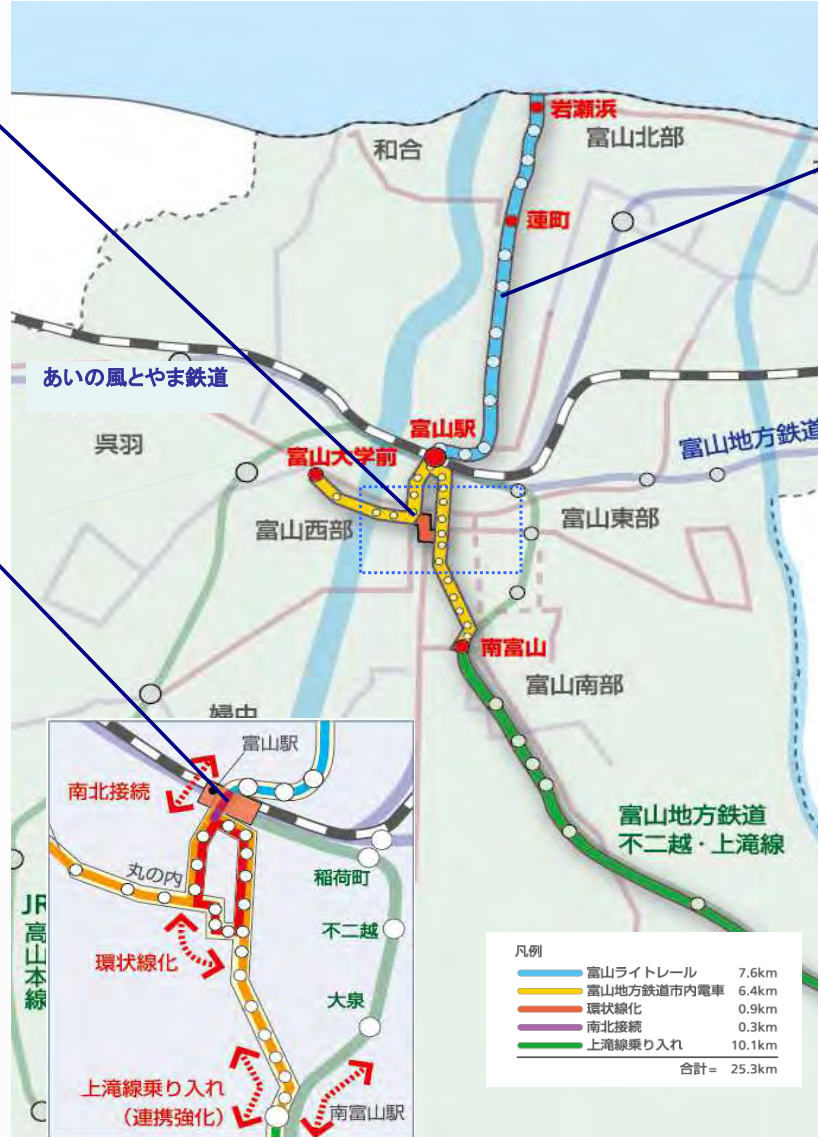 岩瀬浜
富山北部
和合
蓮町
あいの風とやま鉄道
呉羽
富山駅
富山大学前
富山地方鉄道
富山西部
富山東部
南富山
富山南部
婦中
富山地方鉄道
不二越・上滝線
富山駅
南北接続
丸の内
稲荷町
JR
高山本線
環状線化
不二越
大泉
上滝線乗り入れ
(連携強化)
南富山駅
凡例
富山ライトレール 7.6km
富山地方鉄道市内電車 6.4km
環状線化 0.9km
南北接続 0.3km
上滝線乗り入れ 10.1km
合計= 25.3km